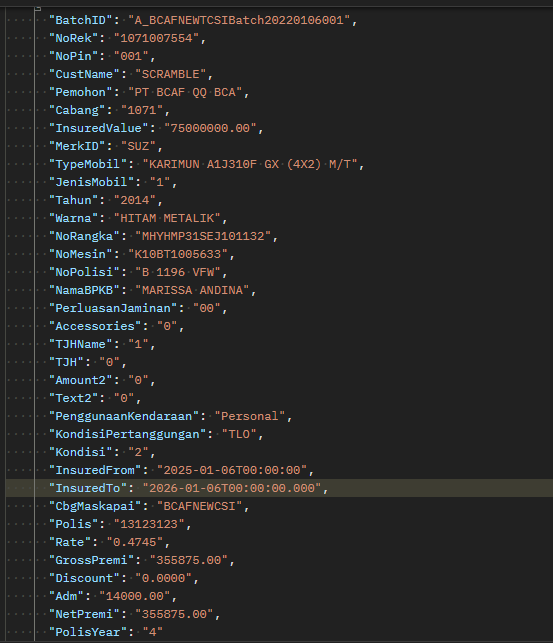 "BatchID": "A_BCAFNEWTCSIBatch20220106001",
"NoRek": "1071007554",
"NoPin": "001",
"CustName": "SCRAMBLE",
"Pemohon": "PT BCAF QQ BCA",
"Cabang": "1071",
"InsuredValue": "75000000.00",
"MerkID": "SUZ",
"TypeMobil": "KARIMUN A1J310F GX (4X2) M/T",
"JenisMobil": "1",
"Tahun": "2014",
"Warna": "HITAM METALIK",
"NoRangka": "MHYHMP31SEJ101132",
"NoMesin": "K10BT1005633",
"NoPolisi": "B 1196 VFW",
"NamaBPKB": "MARISSA ANDINA",
"PerluasanJaminan": "00",
"Accessories": "0",
"TJHName": "1",
"TJH": "0",
"Amount2": "0",
"Text2": "0",
"PenggunaanKendaraan": "Personal",
"KondisiPertanggungan": "TLO",
"Kondisi": "2",
"InsuredFrom": "2025-01-06T00:00:00",
"InsuredTo": "2026-01-06T00:00:00.000",
"CbgMaskapai": "BCAFNEWCSI",
"Polis": "13123123",
"Rate": "0.4745",
"GrossPremi": "355875.00",
"Discount": "0.0000",
"Adm": "14000.00",
"NetPremi": "355875.00",
"PolisYear": "4"